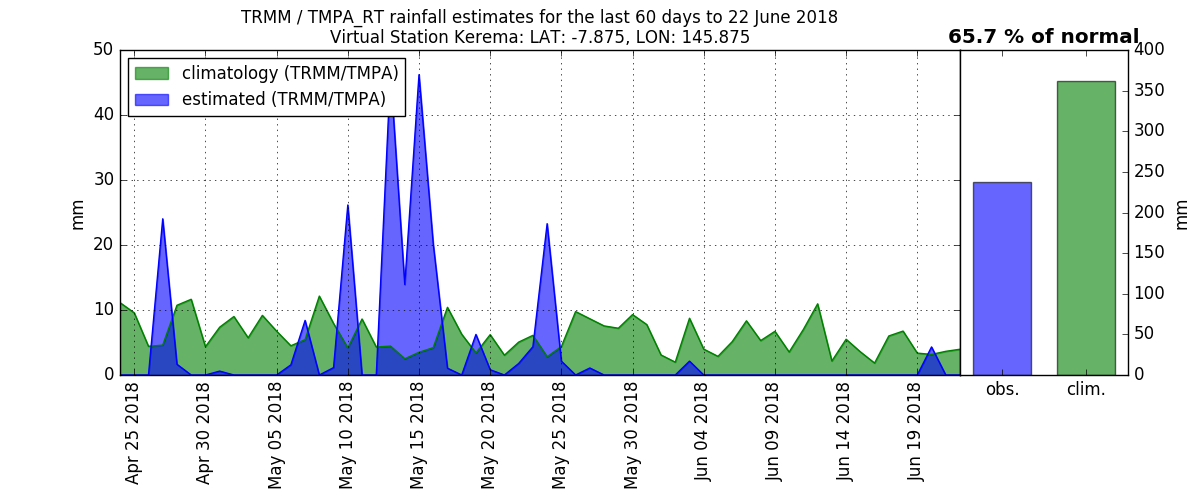 TRMM / TMPA_RT rainfall estimates for the last 60 days to 22 June 2018
Virtual Station Kerema: LAT: -7.875, LON: 145.875
65.7 % of normal
climatology (TRMM/TMPA)
estimated (TRMM/TMPA)
50
40
30
20
10
0
mm
Apr 25 2018
Apr 30 2018
May 05 2018
May 10 2018
May 15 2018
May 20 2018
May 25 2018
May 30 2018
Jun 04 2018
Jun 09 2018
Jun 14 2018
Jun 19 2018
obs.
clim.
400
350
300
250
200
150
100
50
0
mm